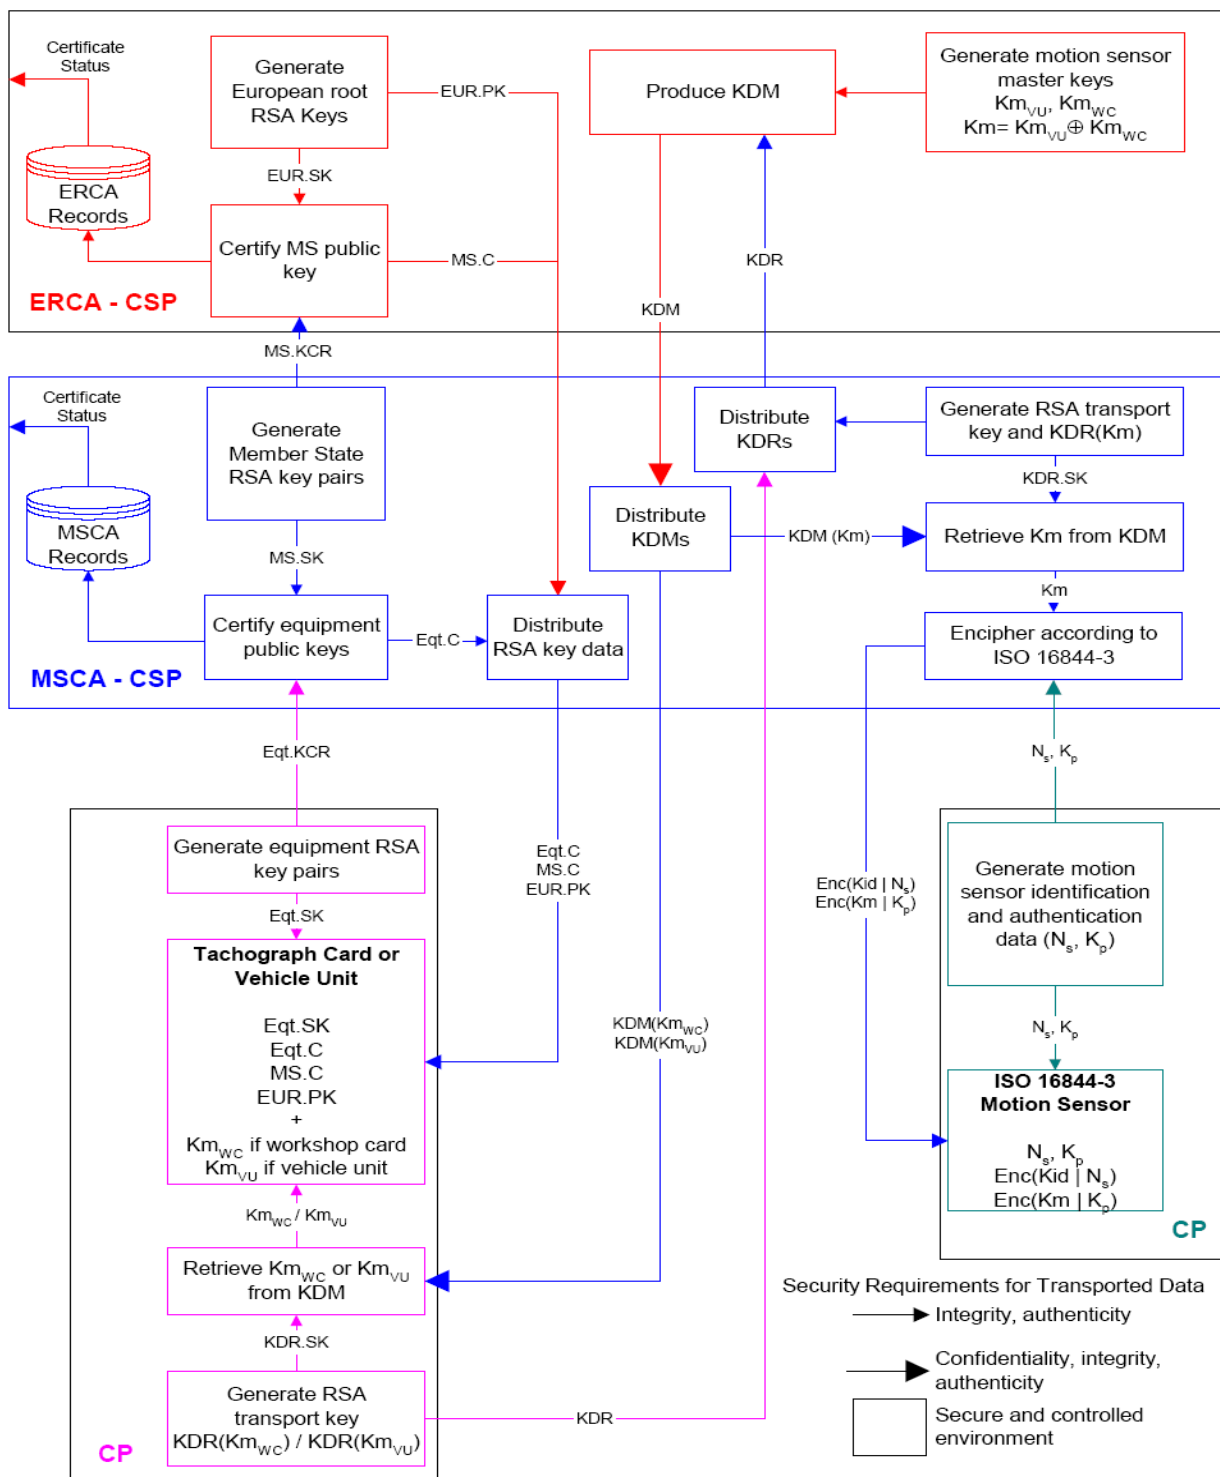 Certificate
Status
Generate
European root
RSA Keys
EUR.PK
Produce KDM
Generate motion sensor
master keys
Km_VU, Km_WC
Km= Km_VU ⊕ Km_WC
ERCA
Records
EUR.SK
Certify MS public
key
MS.C
KDR
KDM
ERCA - CSP
MS.KCR
Certificate
Status
Generate
Member State
RSA key pairs
Distribute
KDRs
Generate RSA transport
key and KDR(Km)
KDR.SK
MSCA
Records
Distribute
KDMs
KDM (Km)
Retrieve Km from KDM
MS.SK
Km
Certify equipment
public keys
Eqt.C
Distribute
RSA key data
Encipher according to
ISO 16844-3
MSCA - CSP
Eqt.KCR
N_s, K_p
Generate equipment RSA
key pairs
Eqt.C
MS.C
EUR.PK
Enc(Kid | N_s)
Enc(Km | K_p)
Generate motion
sensor identification
and authentication
data (N_s, K_p)
Eqt.SK
Tachograph Card or
Vehicle Unit
Eqt.SK
Eqt.C
MS.C
EUR.PK
+
Km_WC if workshop card
Km_VU if vehicle unit
KDM(Km_WC)
KDM(Km_VU)
N_s, K_p
ISO 16844-3
Motion Sensor
N_s, K_p
Enc(Kid | N_s)
Enc(Km | K_p)
CP
Km_WC / Km_VU
Retrieve Km_WC or Km_VU
from KDM
KDR.SK
Generate RSA
transport key
KDR(Km_WC) / KDR(Km_VU)
KDR
CP
Security Requirements for Transported Data
Integrity, authenticity
Confidentiality, integrity,
authenticity
Secure and controlled
environment